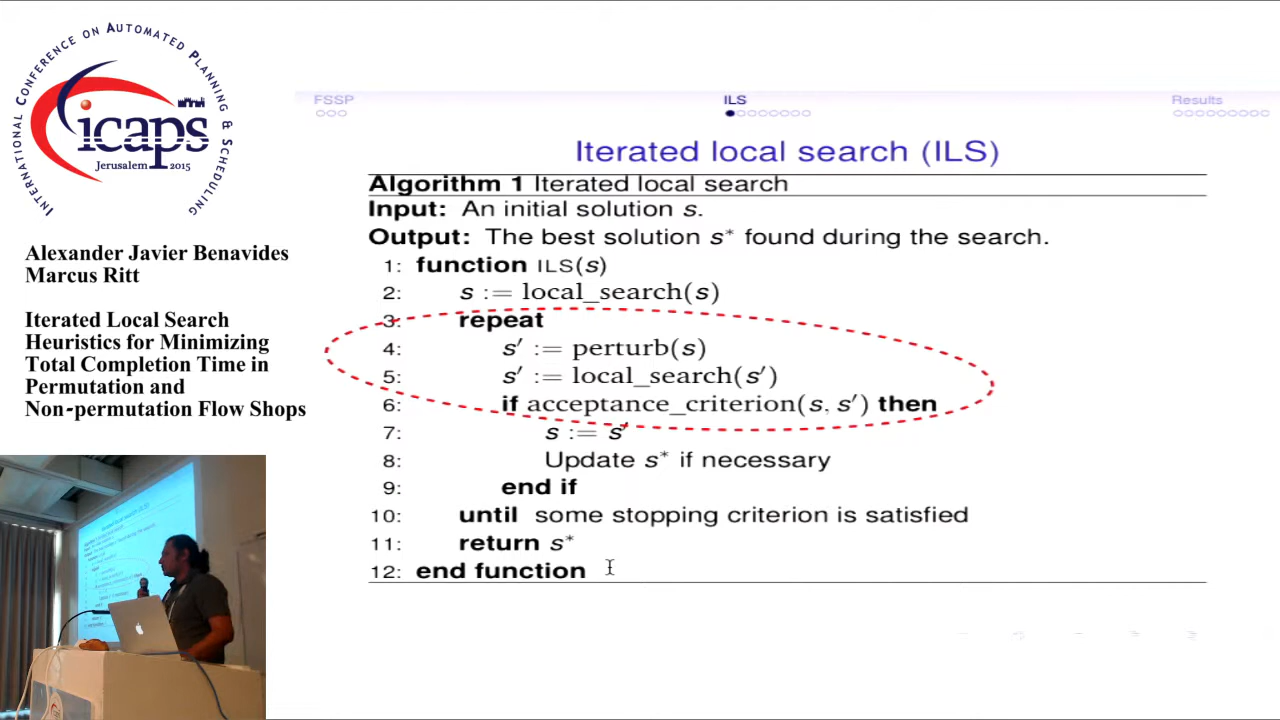 INTERNATIONAL CONFERENCE ON AUTOMATED PLANNING & SCHEDULING
icaps
Jerusalem 2015
Alexander Javier Benavides
Marcus Ritt
Iterated Local Search
Heuristics for Minimizing
Total Completion Time in
Permutation and
Non-permutation Flow Shops
FSSP ILS Results
Iterated local search (ILS)
Algorithm 1 Iterated local search
Input: An initial solution s.
Output: The best solution s* found during the search.
1: function ILS(s)
2: s := local_search(s)
3: repeat
4: s′ := perturb(s)
5: s′ := local_search(s′)
6: if acceptance_criterion(s, s′) then
7: s := s′
8: Update s* if necessary
9: end if
10: until some stopping criterion is satisfied
11: return s*
12: end function